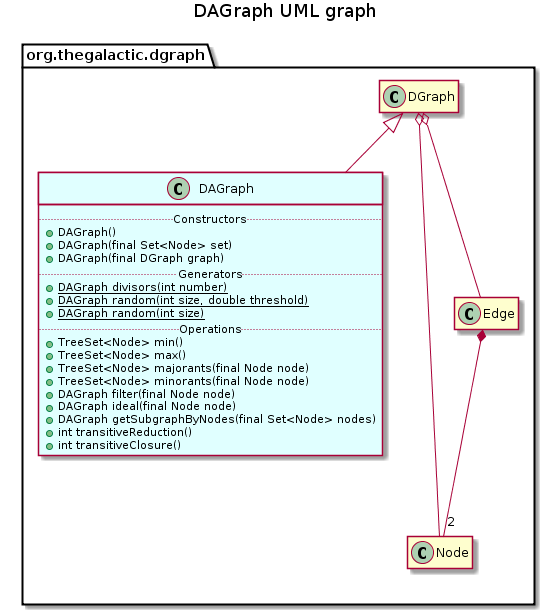 DAGraph UML graph
org.thegalactic.dgraph
C DGraph
C DAGraph
Constructors
DAGraph()
DAGraph(final Set<Node> set)
DAGraph(final DGraph graph)
Generators
DAGraph divisors(int number)
DAGraph random(int size, double threshold)
DAGraph random(int size)
Operations
TreeSet<Node> min()
TreeSet<Node> max()
TreeSet<Node> majorants(final Node node)
TreeSet<Node> minorants(final Node node)
DAGraph filter(final Node node)
DAGraph ideal(final Node node)
DAGraph getSubgraphByNodes(final Set<Node> nodes)
int transitiveReduction()
int transitiveClosure()
C Edge
2
C Node